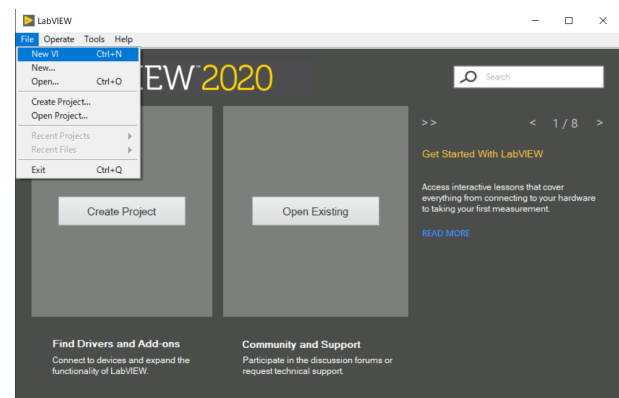 LabVIEW
File Operate Tools Help
New VI Ctrl+N
New...
Open... Ctrl+O
Create Project...
Open Project...
Recent Projects
Recent Files
Exit Ctrl+Q
EW 2020
Search
>> < 1 / 8 >
Get Started With LabVIEW
Access interactive lessons that cover
everything from connecting to your hardware
to taking your first measurement.
READ MORE
Create Project
Open Existing
Find Drivers and Add-ons
Connect to devices and expand the
functionality of LabVIEW.
Community and Support
Participate in the discussion forums or
request technical support.